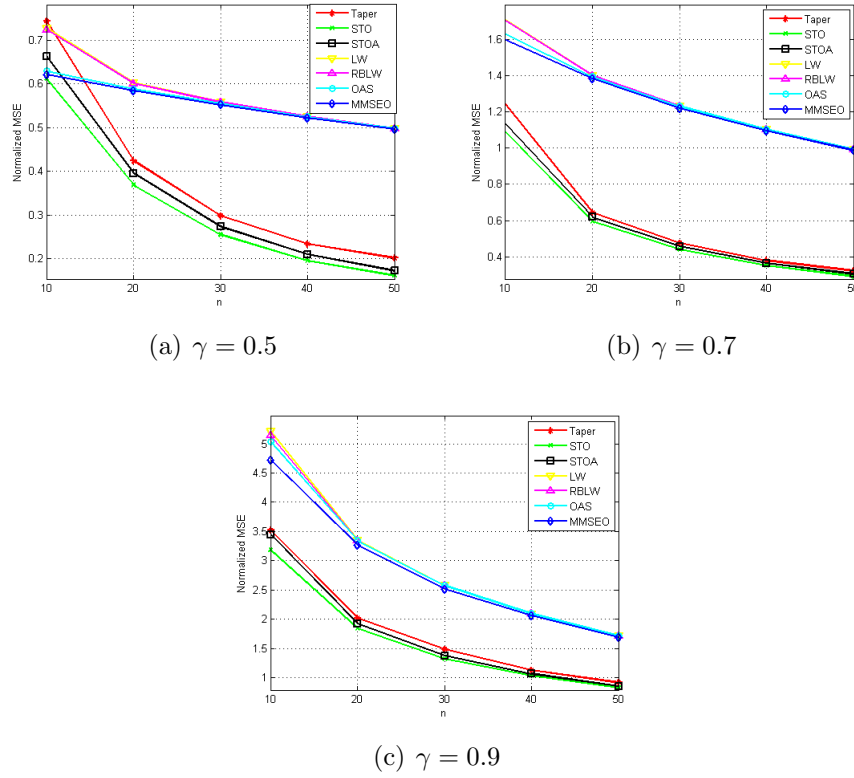 0.7
0.6
0.5
0.4
0.3
0.2
10 20 30 40 50
n
Normalized MSE
Taper
STO
STOA
LW
RBLW
OAS
MMSEO
(a) γ = 0.5
1.6
1.4
1.2
1
0.8
0.6
0.4
10 20 30 40 50
n
Normalized MSE
Taper
STO
STOA
LW
RBLW
OAS
MMSEO
(b) γ = 0.7
5
4.5
4
3.5
3
2.5
2
1.5
1
10 20 30 40 50
n
Normalized MSE
Taper
STO
STOA
LW
RBLW
OAS
MMSEO
(c) γ = 0.9